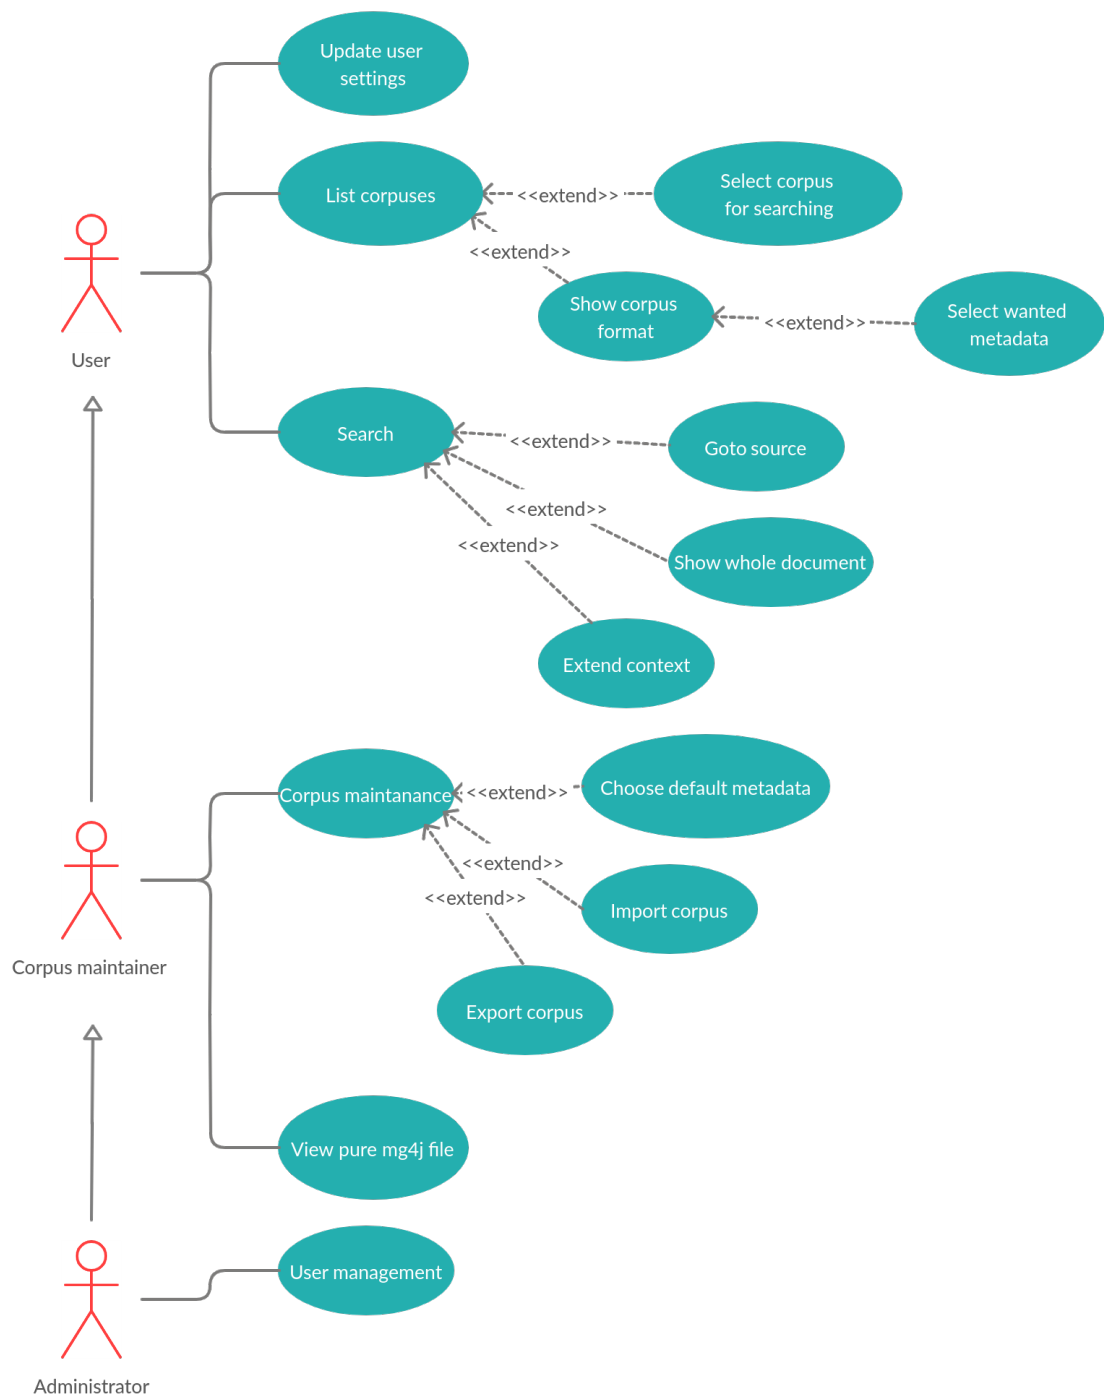 Update user
settings
List corpuses
<<extend>>
Select corpus
for searching
<<extend>>
Show corpus
format
<<extend>>
Select wanted
metadata
User
Search
<<extend>>
Goto source
<<extend>>
Show whole document
<<extend>>
Extend context
Corpus maintanance
<<extend>>
Choose default metadata
<<extend>>
Import corpus
<<extend>>
Export corpus
Corpus maintainer
View pure mg4j file
User management
Administrator